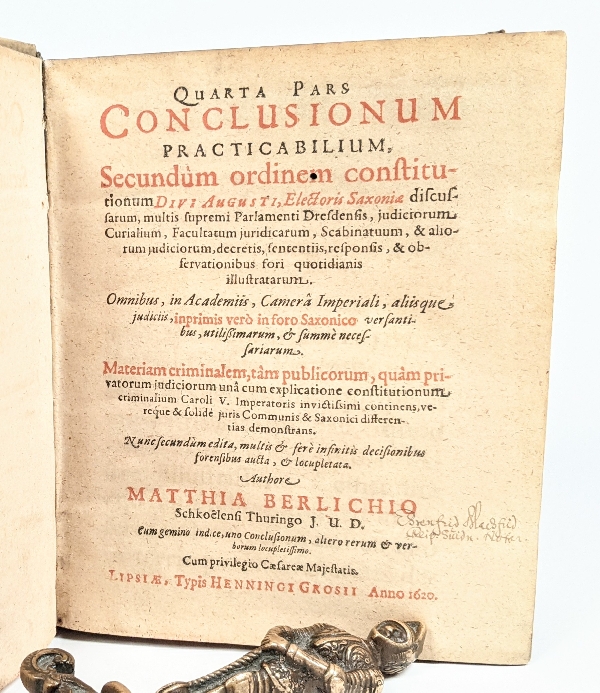 QUARTA PARS
CONCLUSIONUM
PRACTICABILIUM,
Secundùm ordinem constitu-
tionum DIVI AUGUSTI, Electoris Saxoniæ discus-
sarum, multis supremi Parlamenti Dresdensis, judiciorum
Curialium, Facultatum juridicarum, Scabinatuum, & alio-
rum judiciorum, decretis, sententiis, responsis, & ob-
servationibus fori quotidianis
illustratarum.
Omnibus, in Academiis, Camerâ Imperiali, aliisque
judiciis, inprimis verò in foro Saxonico versanti-
bus, utilissimarum, & summè neces-
sariarum.
Materiam criminalem, tàm publicorum, quàm pri-
vatorum judiciorum unâ cum explicatione constitutionum
criminalium Caroli V. Imperatoris invictissimi continens, ve-
reque & solidè juris Communis & Saxonici differen-
tias demonstrans.
Nunc secundùm edita, multis & ferè infinitis decisionibus
forensibus aucta, & locupletata.
Authore
MATTHIA BERLICHIO
Schkoëlensi Thuringo J. U. D.
Cum gemino indice, uno Conclusionum, altero rerum & ver-
borum locupletissimo.
Cum privilegio Cæsareæ Majestatis.
LIPSIÆ, Typis HENNINGI GROSII Anno 1620.